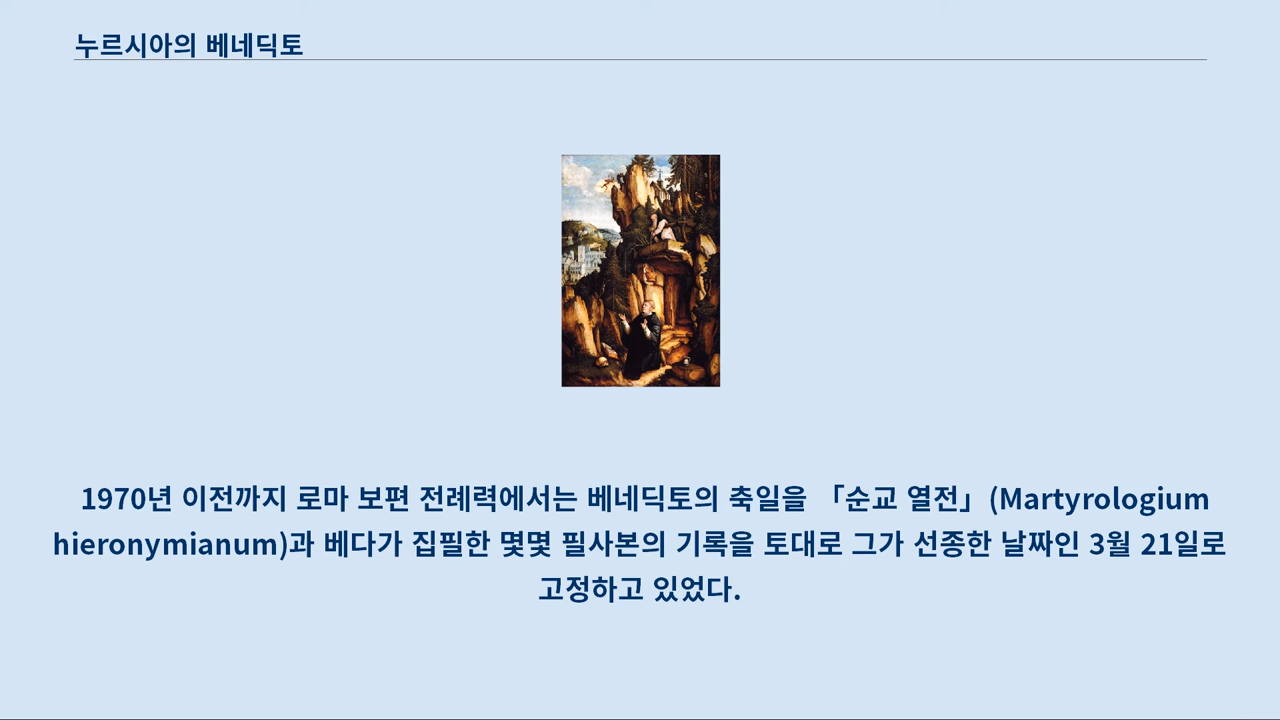 누르시아의 베네딕토
1970년 이전까지 로마 보편 전례력에서는 베네딕토의 축일을 「순교 열전」(Martyrologium
hieronymianum)과 베다가 집필한 몇몇 필사본의 기록을 토대로 그가 선종한 날짜인 3월 21일로
고정하고 있었다.